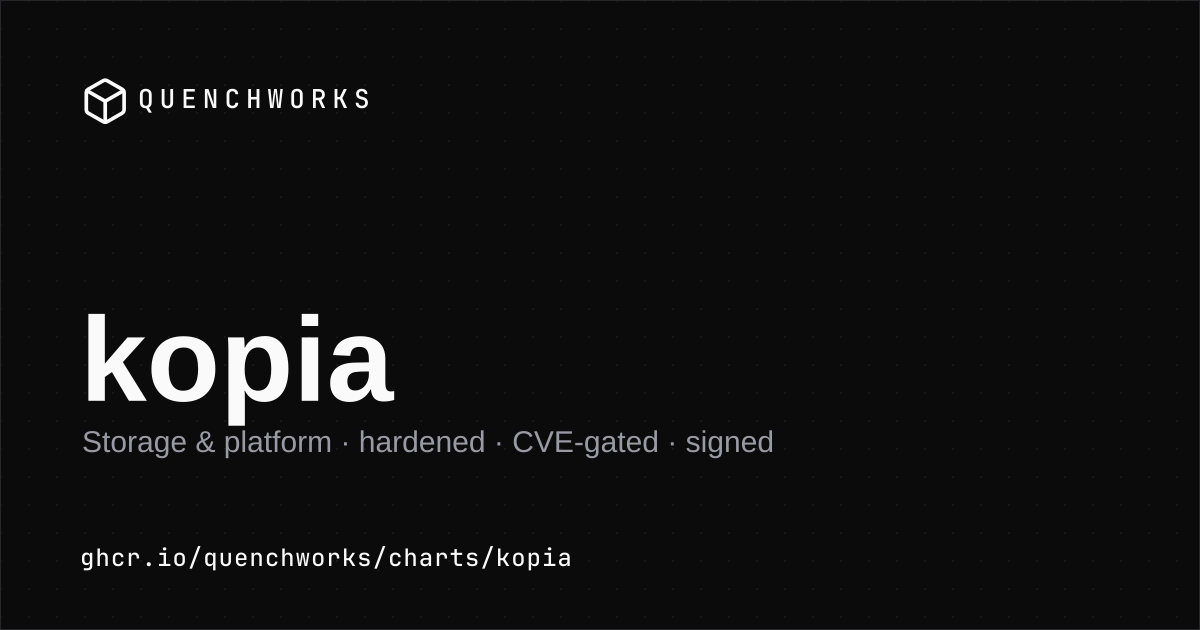 QUENCHWORKS
kopia
Storage & platform · hardened · CVE-gated · signed
ghcr.io/quenchworks/charts/kopia